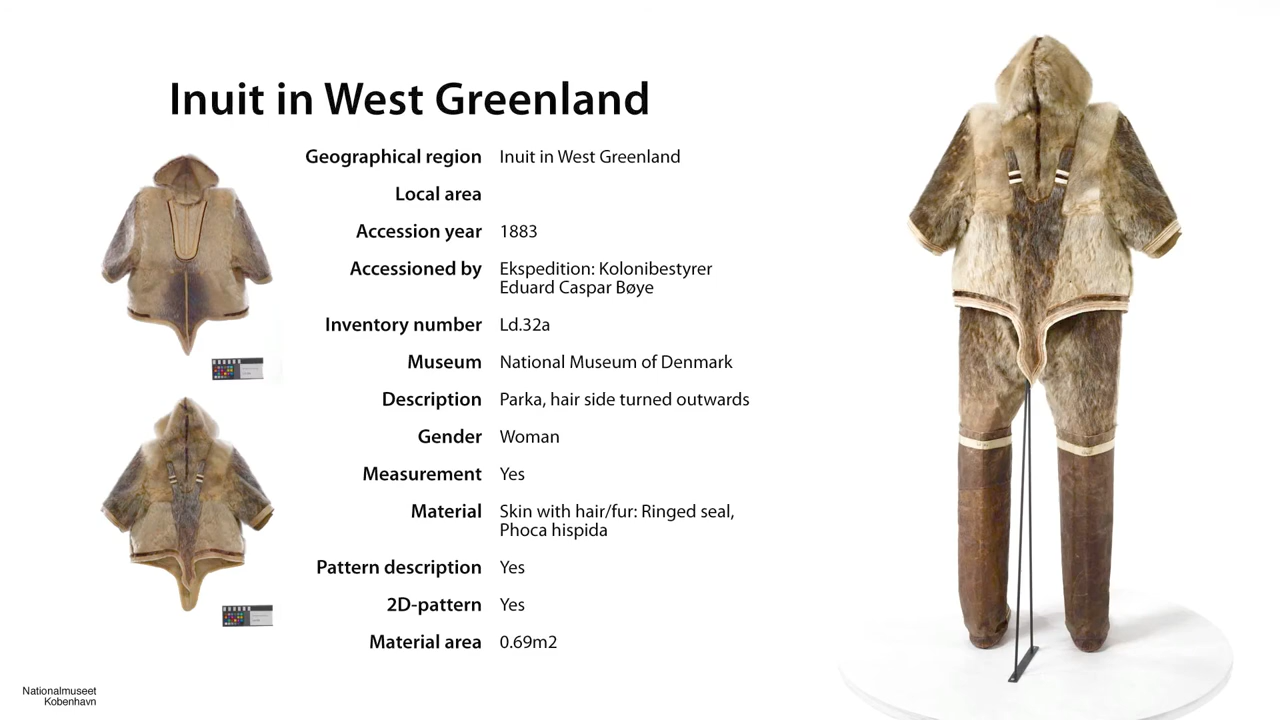 Inuit in West Greenland
Geographical region Inuit in West Greenland
Local area
Accession year 1883
Accessioned by Ekspedition: Kolonibestyrer
Eduard Caspar Bøye
Inventory number Ld.32a
Museum National Museum of Denmark
Description Parka, hair side turned outwards
Gender Woman
Measurement Yes
Material Skin with hair/fur: Ringed seal,
Phoca hispida
Pattern description Yes
2D-pattern Yes
Material area 0.69m2
Nationalmuseet
Kobenhavn